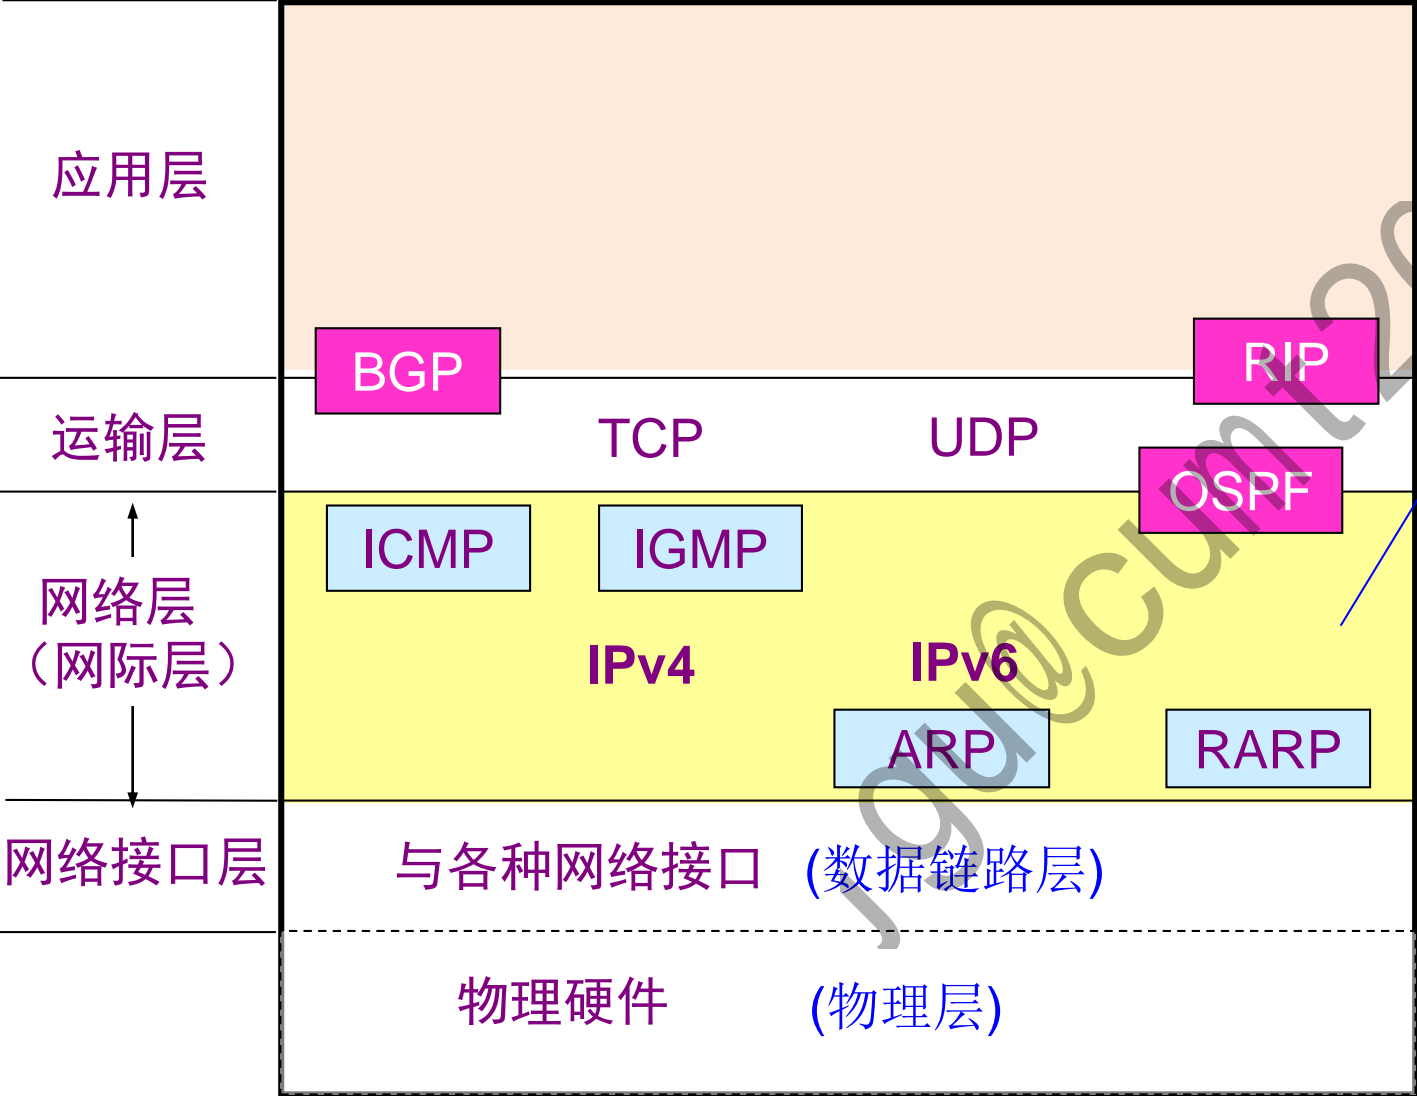 应用层
BGP
RIP
运输层
TCP
UDP
OSPF
ICMP
IGMP
网络层
（网际层）
IPv4
IPv6
ARP
RARP
网络接口层
与各种网络接口 (数据链路层)
物理硬件 (物理层)
jgu@cumt20